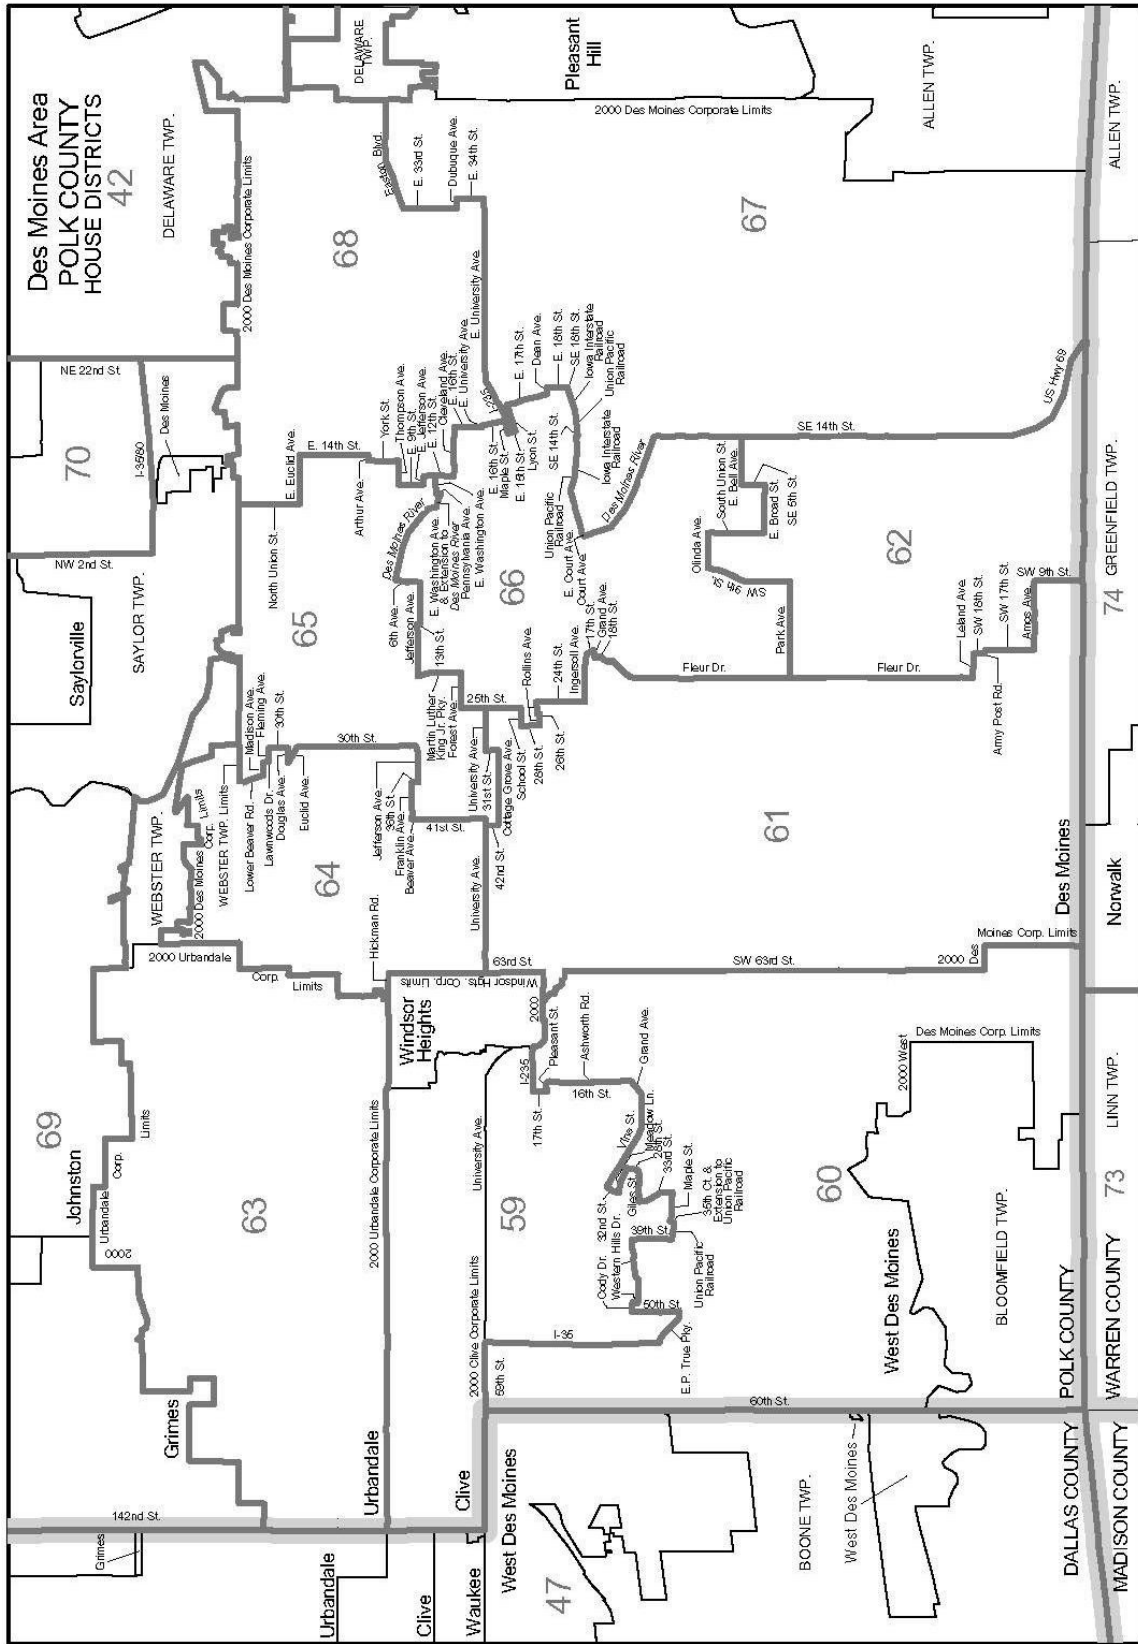 Des Moines Area
POLK COUNTY
HOUSE DISTRICTS
42
DELAWARE TWP.
DELAWARE
TWP.
Pleasant
Hill
2000 Des Moines Corporate Limits
2000 Des Moines Corporate Limits
ALLEN TWP.
ALLEN TWP.
Easton Blvd.
E. 33rd St.
Dubuque Ave.
E. 34th St.
68
67
E. University Ave.
NE 22nd St.
70
I-35/80
Des Moines
E. Euclid Ave.
E. 14th St.
York St.
Thompson Ave.
E. 9th St.
Jefferson Ave.
E. 12th St.
Cleveland Ave.
E. 16th St.
E. University Ave.
I-235
E. 17th St.
Dean Ave.
E. 18th St.
SE 18th St.
Iowa Interstate
Railroad
Union Pacific
Railroad
US Hwy 69
Arthur Ave.
E. 16th St.
Maple St.
E. 15th St.
Lyon St.
SE 14th St.
Iowa Interstate
Railroad
SE 14th St.
NW 2nd St.
North Union St.
Des Moines River
E. Washington Ave.
& Extension to
Des Moines River
Pennsylvania Ave.
E. Washington Ave.
Union Pacific
Railroad
E. Court Ave.
Court Ave.
Des Moines River
South Union St.
E. Bell Ave.
E. Broad St.
SE 5th St.
Olinda Ave.
SW 9th St.
62
GREENFIELD TWP.
SAYLOR TWP.
Saylorville
65
66
6th Ave.
Jefferson Ave.
13th St.
Martin Luther
King Jr. Pky.
Forest Ave.
25th St.
Rollins Ave.
24th St.
Ingersoll Ave.
17th St.
Grand Ave.
18th St.
Fleur Dr.
Park Ave.
Fleur Dr.
Leland Ave.
SW 18th St.
SW 17th St.
Amos Ave.
SW 9th St.
Army Post Rd.
74
Madison Ave.
Fleming Ave.
30th St.
30th St.
Lower Beaver Rd.
Lawnwoods Dr.
Douglas Ave.
Euclid Ave.
Jefferson Ave.
36th St.
Franklin Ave.
Beaver Ave.
41st St.
University Ave.
31st St.
Cottage Grove Ave.
School St.
28th St.
26th St.
42nd St.
University Ave.
WEBSTER TWP.
WEBSTER TWP. Limits
2000 Des Moines Corp. Limits
64
61
Des Moines
Norwalk
2000 Urbandale
Corp.
Limits
Hickman Rd.
63rd St.
Windsor Hgts. Corp. Limits
2000
SW 63rd St.
2000 Des
Moines Corp. Limits
Windsor
Heights
I-235
Pleasant St.
Ashworth Rd.
Grand Ave.
17th St.
16th St.
Vine St.
Meadow Ln.
28th St.
33rd St.
Maple St.
35th Ct. &
Extension to
Union Pacific
Railroad
Giles St.
32nd St.
39th St.
Western Hills Dr.
Cody Dr.
50th St.
Union Pacific
Railroad
E.P. True Pky.
I-35
69
Johnston
2000
Urbandale
Corp.
Limits
63
2000 Urbandale Corporate Limits
University Ave.
59
60
2000 West
Des Moines Corp. Limits
LINN TWP.
73
West Des Moines
BLOOMFIELD TWP.
2000 Clive Corporate Limits
59th St.
60th St.
POLK COUNTY
WARREN COUNTY
Grimes
Urbandale
Clive
West Des Moines
142nd St.
Grimes
Urbandale
Clive
Waukee
47
BOONE TWP.
West Des Moines
DALLAS COUNTY
MADISON COUNTY